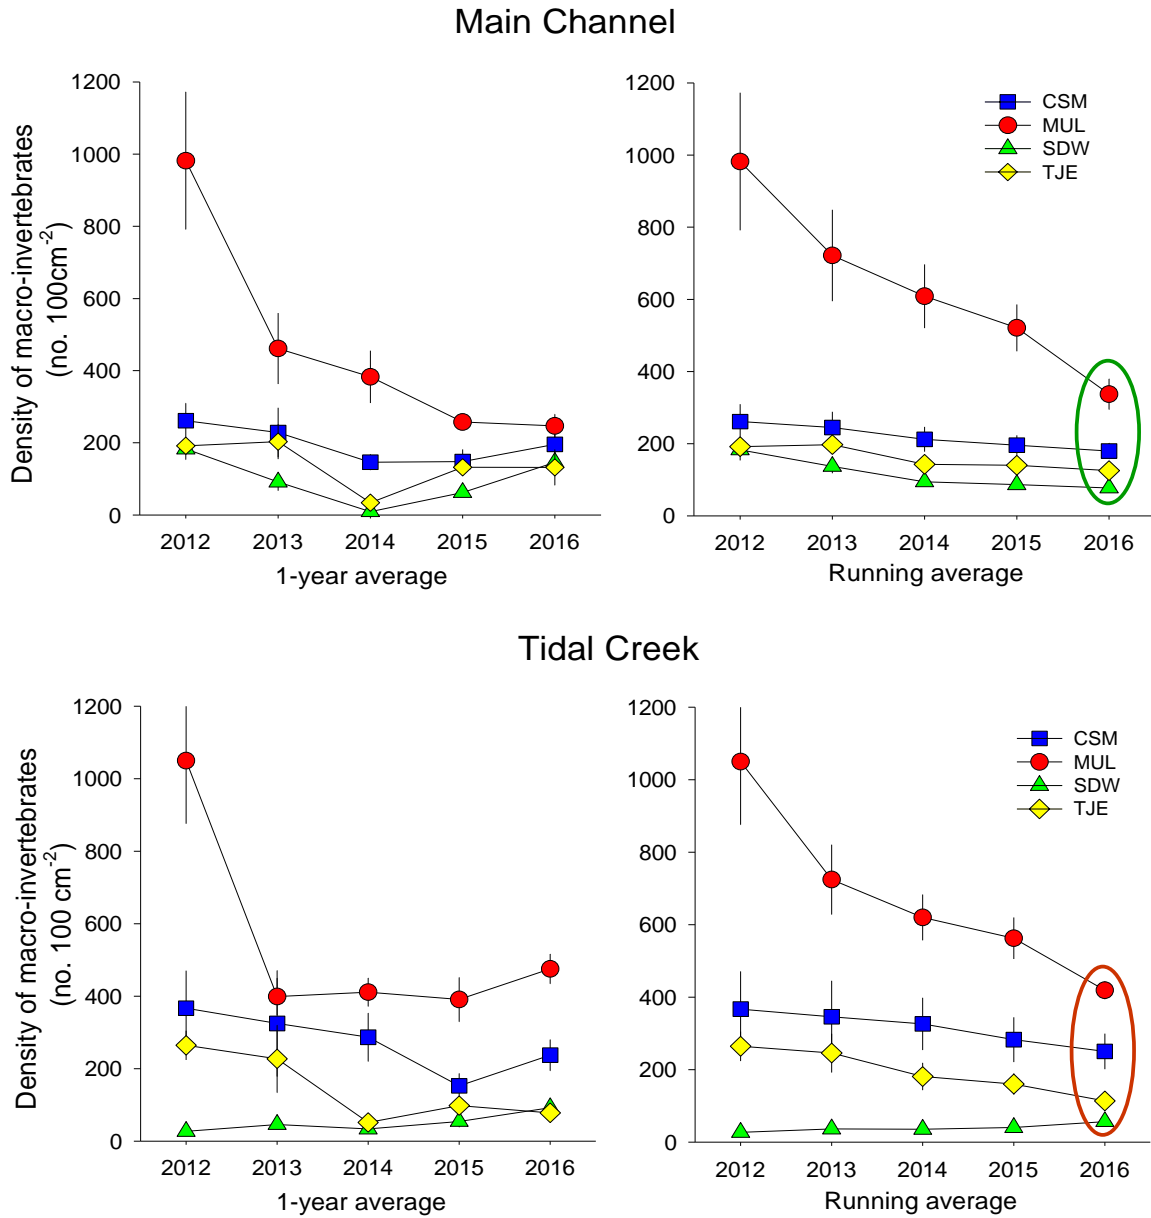 Main Channel
Density of macro-invertebrates
(no. 100cm-2)
1200
1000
800
600
400
200
0
2012 2013 2014 2015 2016
1-year average
1200
1000
800
600
400
200
0
CSM
MUL
SDW
TJE
2012 2013 2014 2015 2016
Running average
Tidal Creek
Density of macro-invertebrates
(no. 100 cm-2)
1200
1000
800
600
400
200
0
2012 2013 2014 2015 2016
1-year average
1200
1000
800
600
400
200
0
CSM
MUL
SDW
TJE
2012 2013 2014 2015 2016
Running average